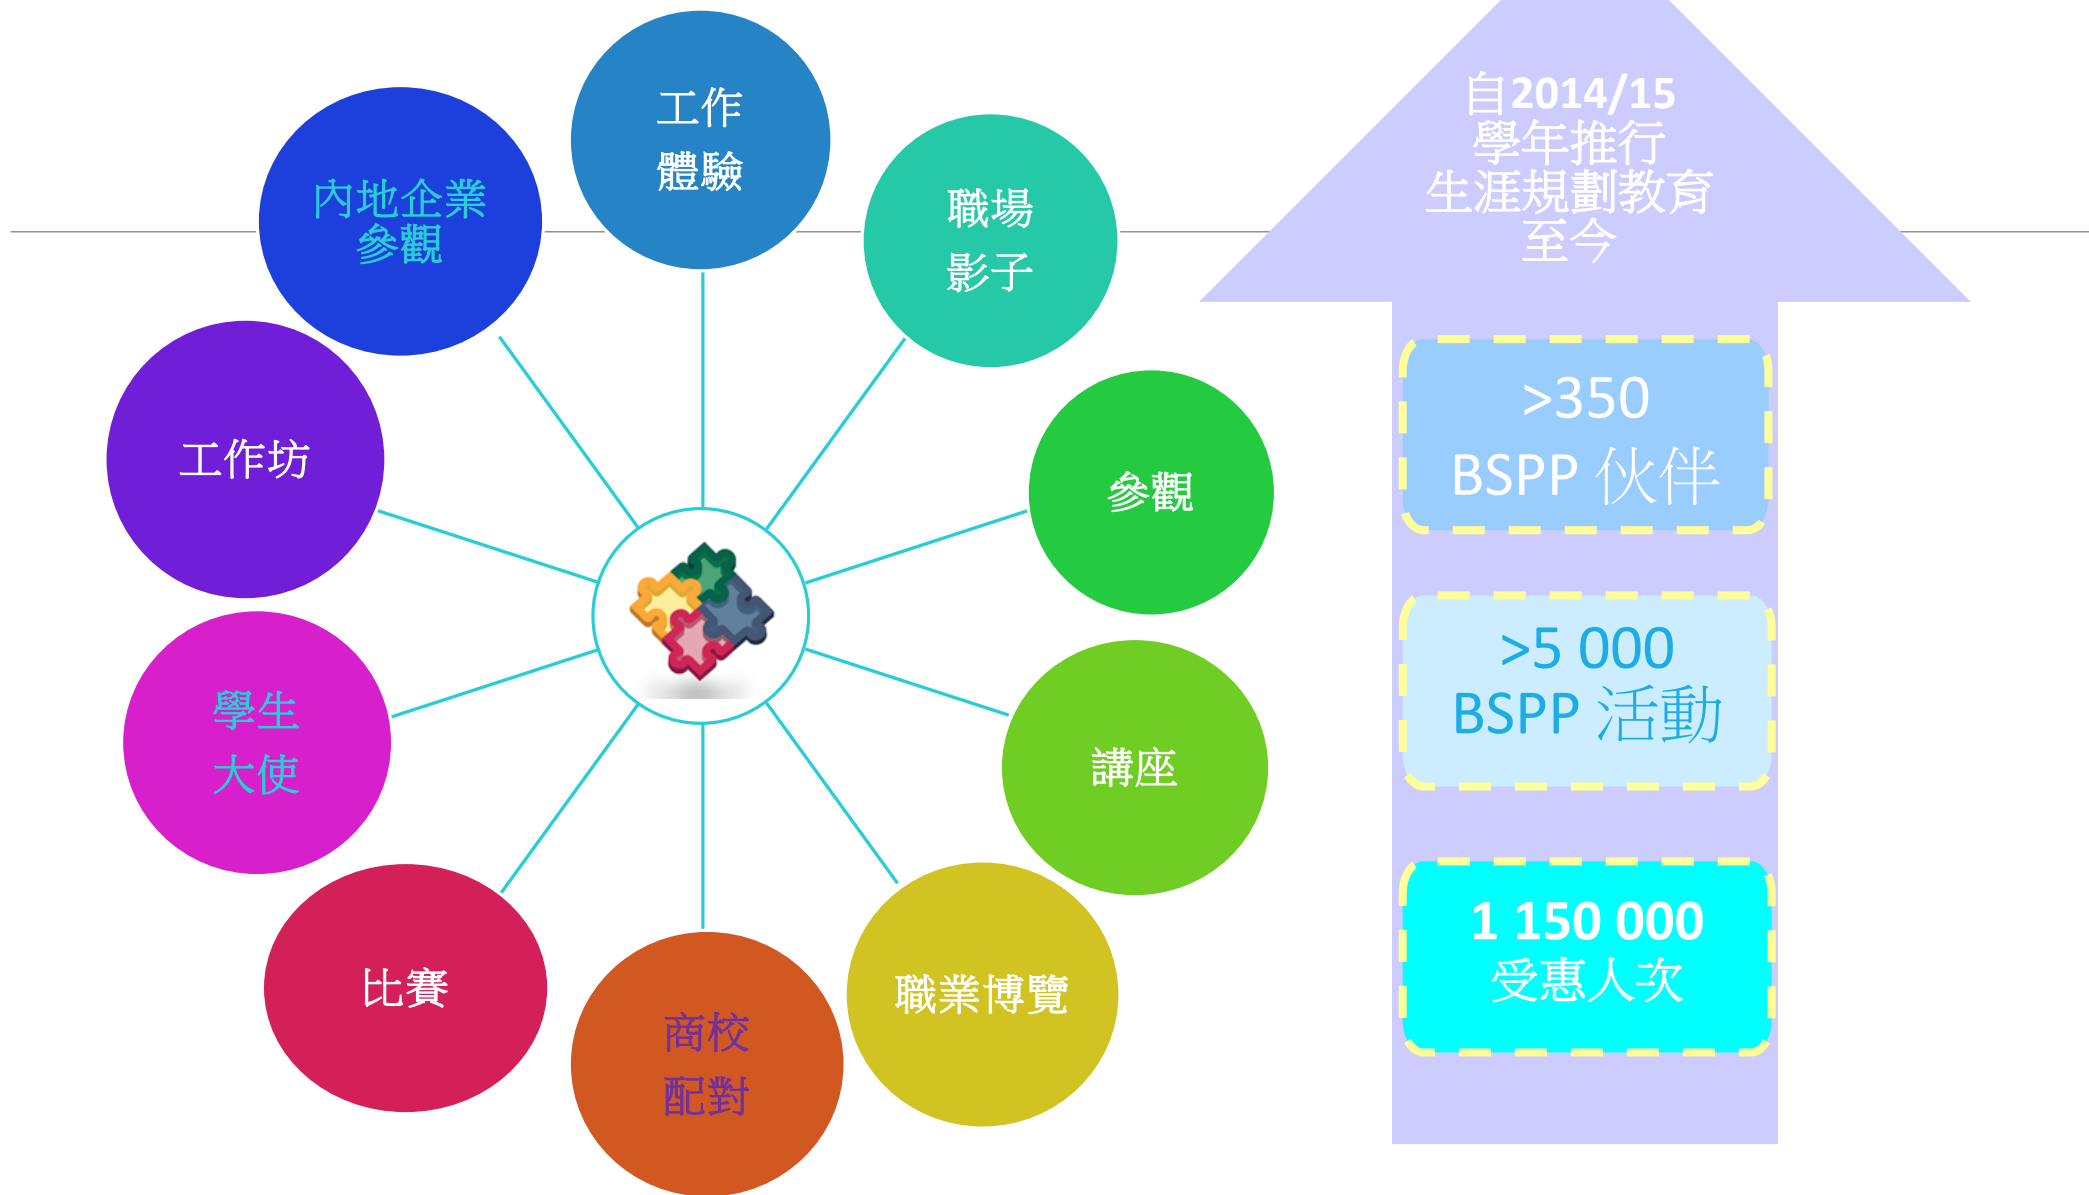 工作
體驗
職場
影子
參觀
講座
職業博覽
商校
配對
比賽
學生
大使
工作坊
內地企業
參觀
自2014/15
學年推行
生涯規劃教育
至今
>350
BSPP 伙伴
>5 000
BSPP 活動
1 150 000
受惠人次